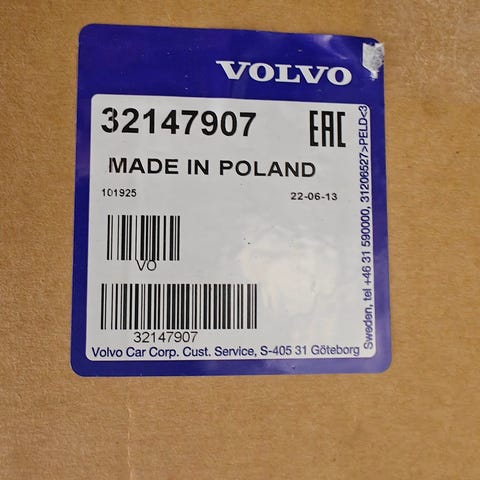 VOLVO
32147907
EAC
MADE IN POLAND
101925
22-06-13
VO
32147907
Volvo Car Corp. Cust. Service, S-405 31 Göteborg
Sweden, tel +46 31 590000, 31206527>PELD<3